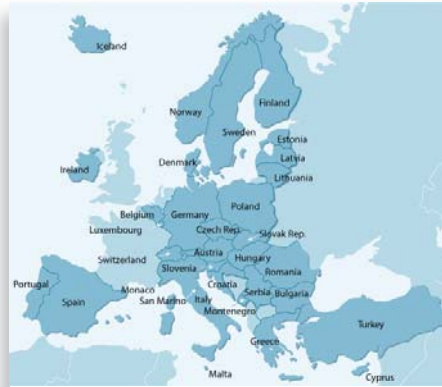 Iceland
Norway
Finland
Sweden
Estonia
Latvia
Lithuania
Denmark
Ireland
Belgium
Germany
Poland
Luxembourg
Czech Rep.
Slovak Rep.
Switzerland
Austria
Hungary
Slovenia
Romania
Croatia
Portugal
Spain
Monaco
San Marino
Italy
Serbia
Bulgaria
Montenegro
Turkey
Greece
Malta
Cyprus